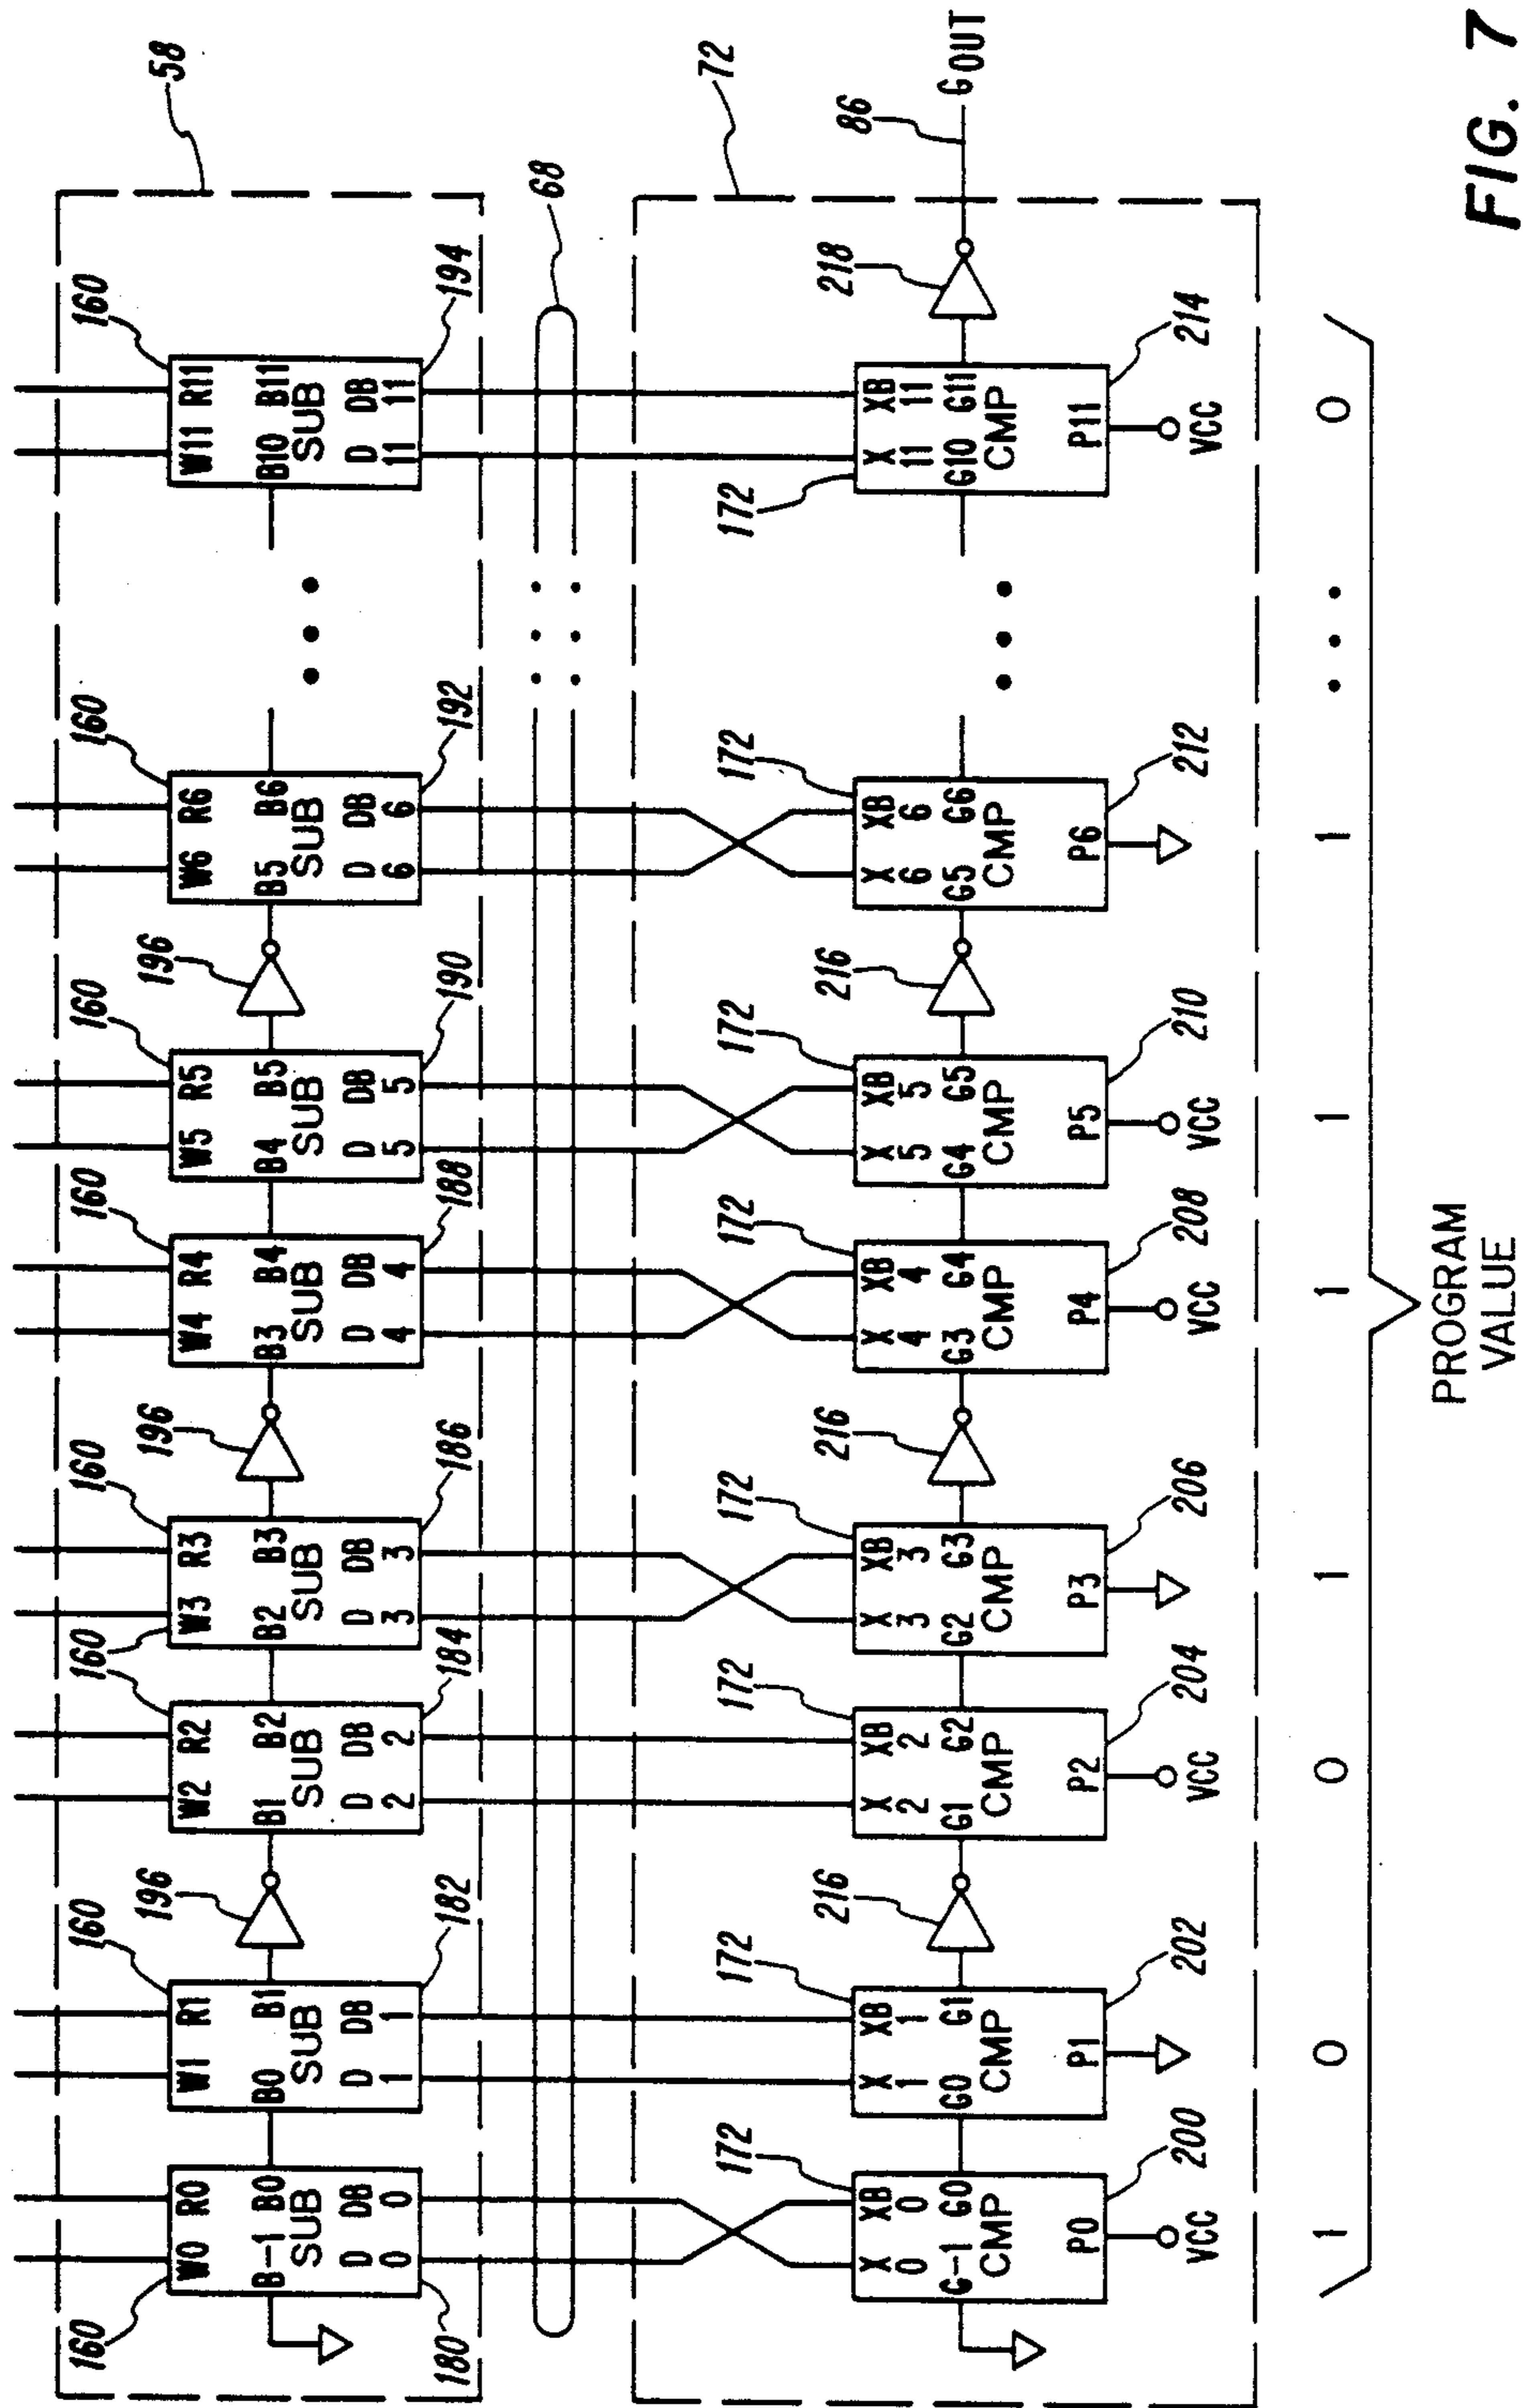 58
160 160 160 160 160 160 160 160 160
W0 R0 W1 R1 W2 R2 W3 R3 W4 R4 W5 R5 W6 R6 W11 R11
196 196 196
B-1 B0 B0 B1 B1 B2 B2 B3 B3 B4 B4 B5 B5 B6 B10 B11
SUB SUB SUB SUB SUB SUB SUB SUB
D DB D DB D DB D DB D DB D DB D DB D DB
0 0 1 1 2 2 3 3 4 4 5 5 6 6 11 11
180 182 184 186 188 190 192 194
68
172 172 172 172 172 172 172 172
72
X XB X XB X XB X XB X XB X XB X XB X XB
0 0 1 1 2 2 3 3 4 4 5 5 6 6 11 11
216 216 216 218 86
G-1 G0 G0 G1 G1 G2 G2 G3 G3 G4 G4 G5 G5 G6 G10 G11 GOUT
CMP CMP CMP CMP CMP CMP CMP CMP
P0 P1 P2 P3 P4 P5 P6 P11
200 202 204 206 208 210 212 214
VCC VCC VCC VCC VCC
1 0 0 1 1 1 1 ... 0
PROGRAM
VALUE
FIG. 7